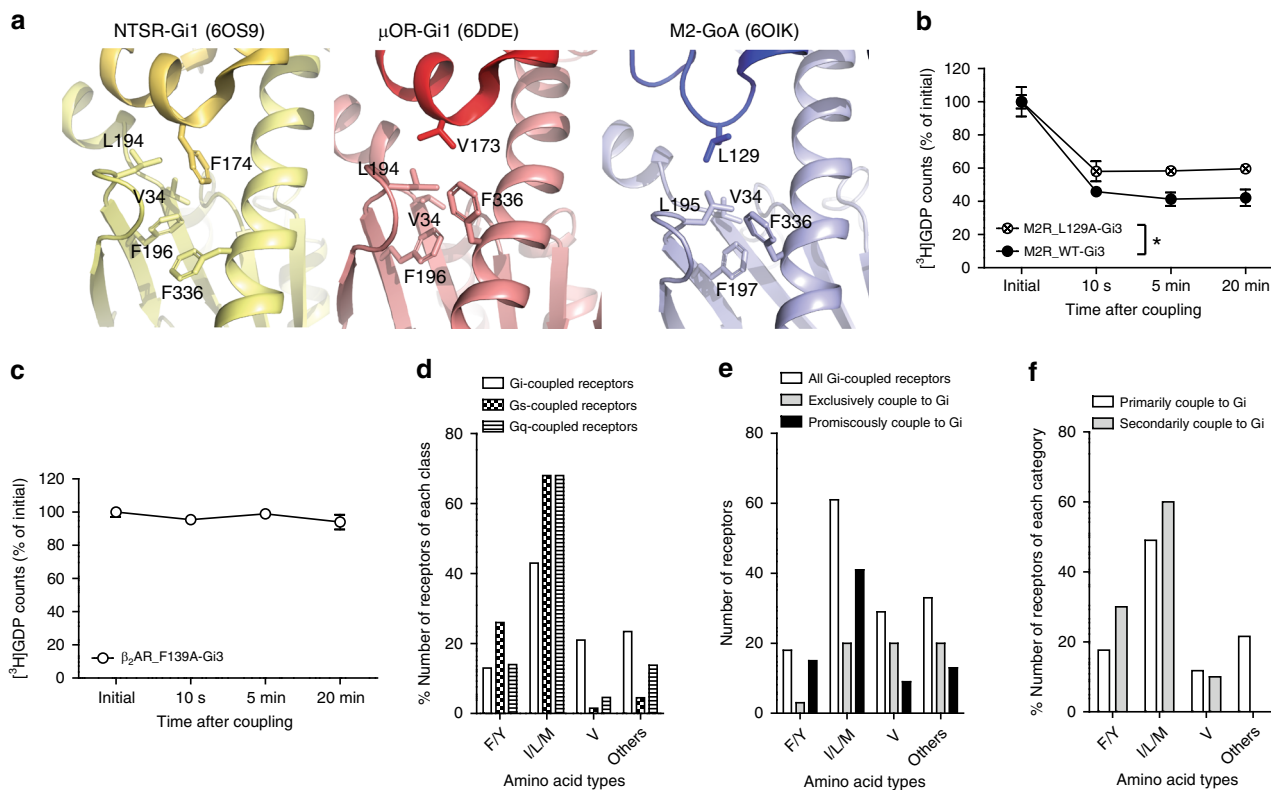 a
NTSR-Gi1 (6OS9)
L194
F174
V34
F196
F336
μOR-Gi1 (6DDE)
V173
L194
F336
V34
F196
M2-GoA (6OIK)
L129
V34
L195
F336
F197
b
[³H]GDP counts (% of initial)
120
100
80
60
40
20
0
M2R_L129A-Gi3
M2R_WT-Gi3
*
Initial
10 s
5 min
20 min
Time after coupling
c
[³H]GDP counts (% of initial)
120
100
80
60
40
20
0
β₂AR_F139A-Gi3
Initial
10 s
5 min
20 min
Time after coupling
d
Gi-coupled receptors
Gs-coupled receptors
Gq-coupled receptors
% Number of receptors of each class
80
60
40
20
0
F/Y
I/L/M
V
Others
Amino acid types
e
All Gi-coupled receptors
Exclusively couple to Gi
Promiscously couple to Gi
Number of receptors
80
60
40
20
0
F/Y
I/L/M
V
Others
Amino acid types
f
Primarily couple to Gi
Secondarily couple to Gi
% Number of receptors of each category
80
60
40
20
0
F/Y
I/L/M
V
Others
Amino acid types